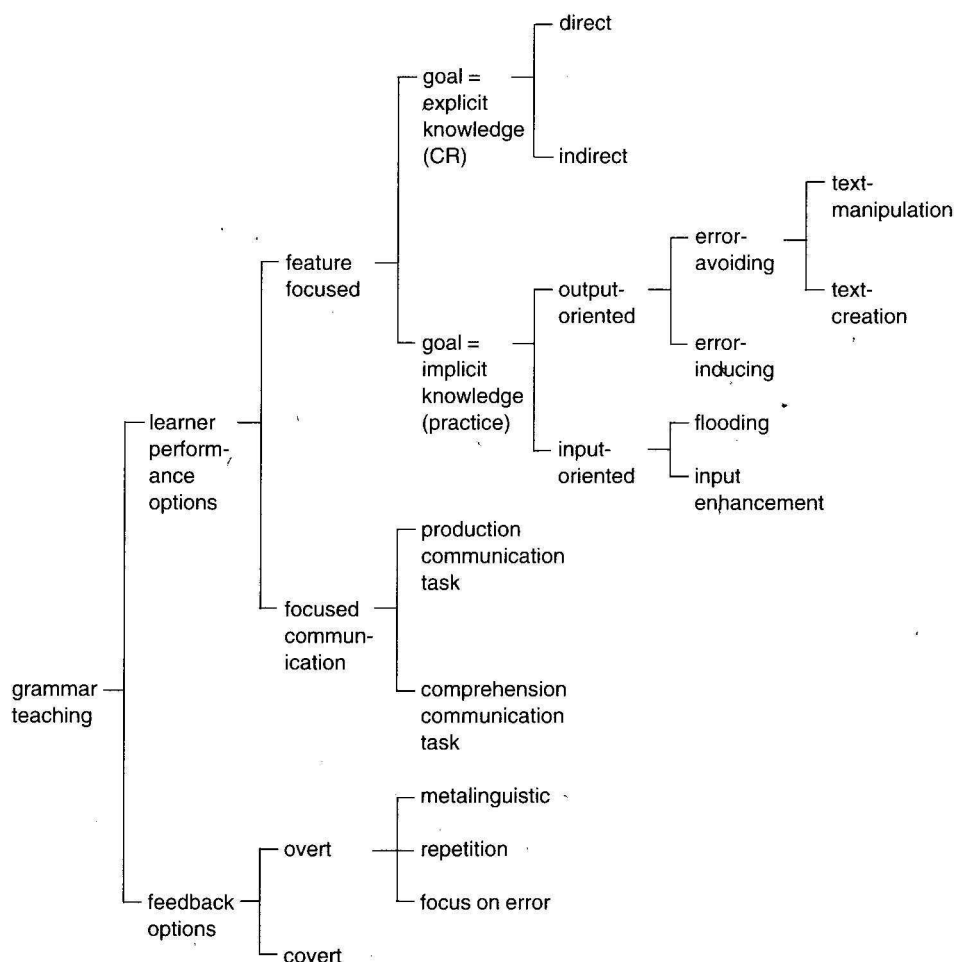 direct
goal =
explicit
knowledge
(CR)
indirect
text-
manipulation
error-
avoiding
feature
focused
output-
oriented
text-
creation
goal =
implicit
knowledge
(practice)
error-
inducing
learner
perform-
ance
options
flooding
input-
oriented
input
enhancement
production
communication
task
focused
commun-
ication
grammar
teaching
comprehension
communication
task
metalinguistic
overt
repetition
feedback
options
focus on error
covert